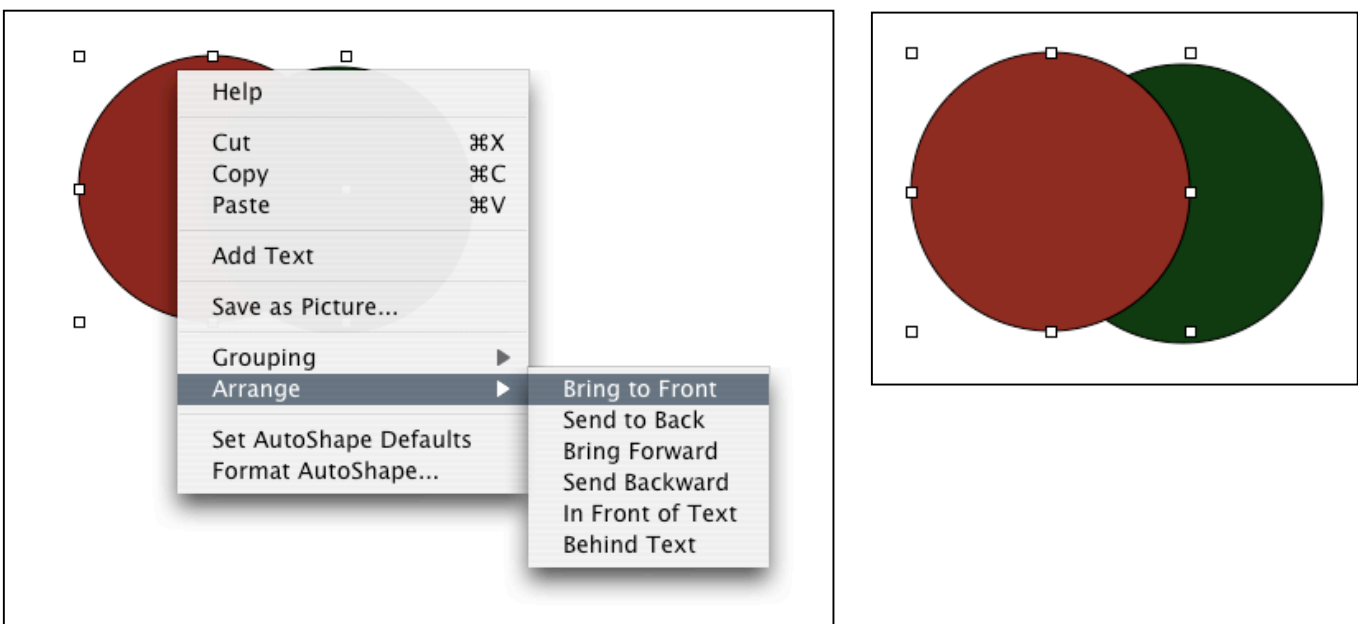 Help
Cut ⌘X
Copy ⌘C
Paste ⌘V
Add Text
Save as Picture...
Grouping ▶
Arrange ▶
Set AutoShape Defaults
Format AutoShape...
Bring to Front
Send to Back
Bring Forward
Send Backward
In Front of Text
Behind Text